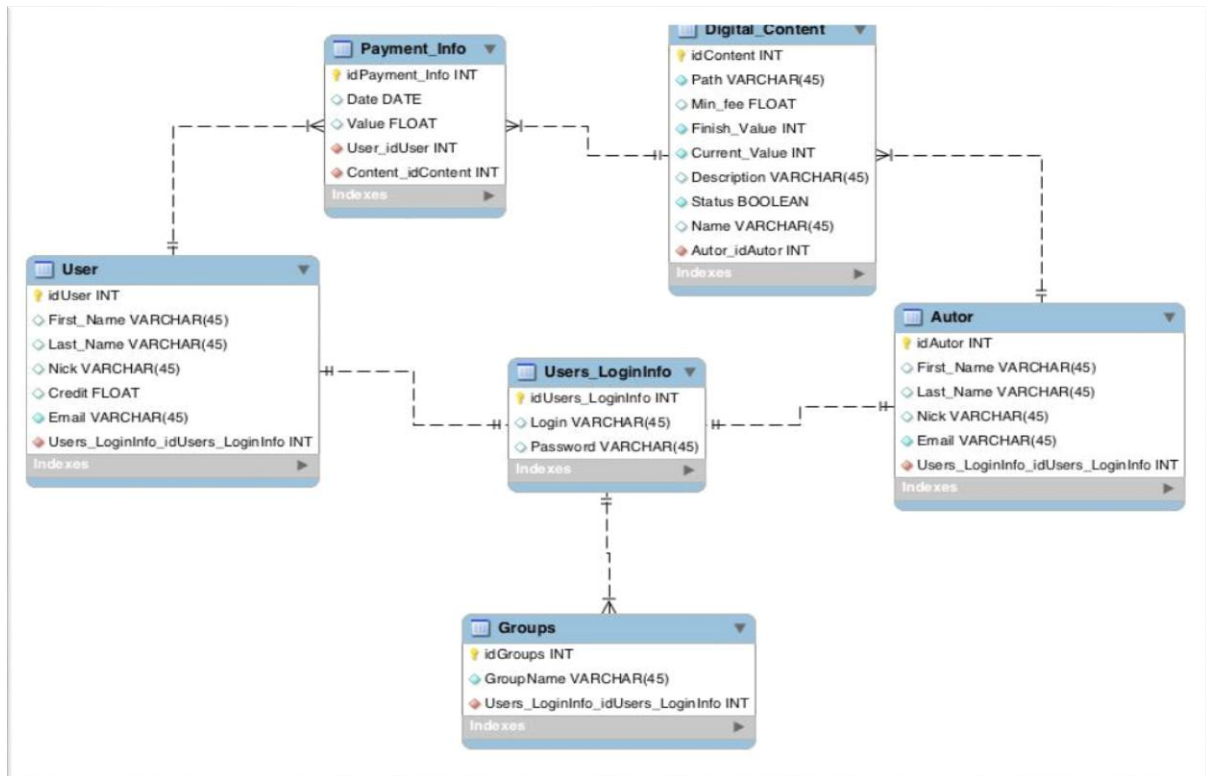 Payment_Info
idPayment_Info INT
Date DATE
Value FLOAT
User_idUser INT
Content_idContent INT
Indexes
Digital_Content
idContent INT
Path VARCHAR(45)
Min_fee FLOAT
Finish_Value INT
Current_Value INT
Description VARCHAR(45)
Status BOOLEAN
Name VARCHAR(45)
Autor_idAutor INT
Indexes
User
idUser INT
First_Name VARCHAR(45)
Last_Name VARCHAR(45)
Nick VARCHAR(45)
Credit FLOAT
Email VARCHAR(45)
Users_LoginInfo_idUsers_LoginInfo INT
Indexes
Users_LoginInfo
idUsers_LoginInfo INT
Login VARCHAR(45)
Password VARCHAR(45)
Indexes
Autor
idAutor INT
First_Name VARCHAR(45)
Last_Name VARCHAR(45)
Nick VARCHAR(45)
Email VARCHAR(45)
Users_LoginInfo_idUsers_LoginInfo INT
Indexes
Groups
idGroups INT
GroupName VARCHAR(45)
Users_LoginInfo_idUsers_LoginInfo INT
Indexes